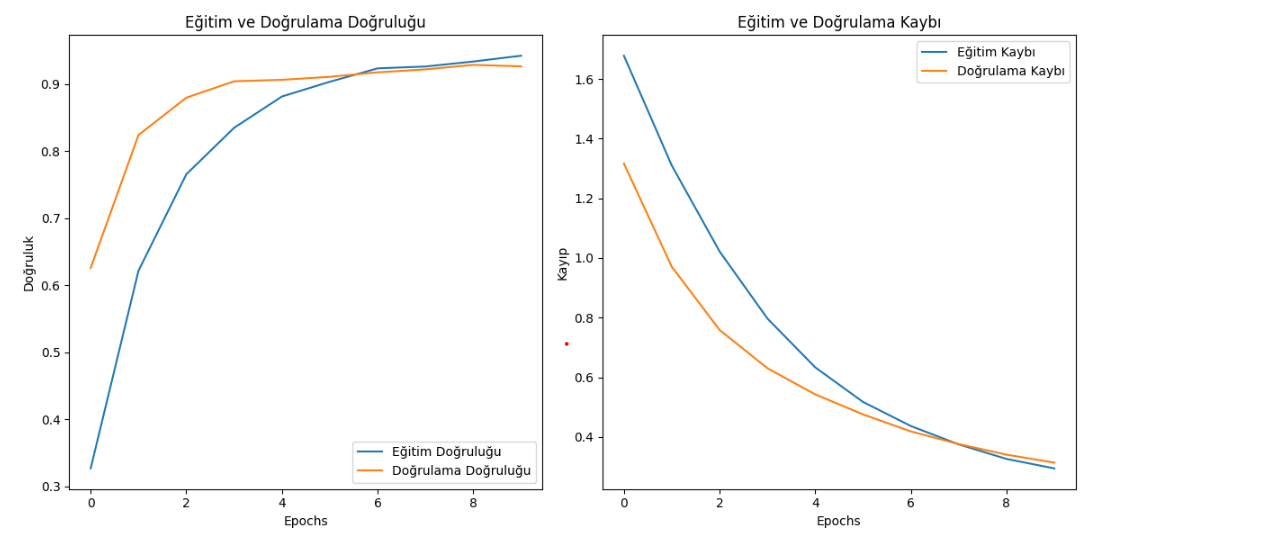 Eğitim ve Doğrulama Doğruluğu
Doğruluk
0.9
0.8
0.7
0.6
0.5
0.4
0.3
0 2 4 6 8
Epochs
Eğitim Doğruluğu
Doğrulama Doğruluğu
Eğitim ve Doğrulama Kaybı
Kayıp
1.6
1.4
1.2
1.0
0.8
0.6
0.4
0 2 4 6 8
Epochs
Eğitim Kaybı
Doğrulama Kaybı